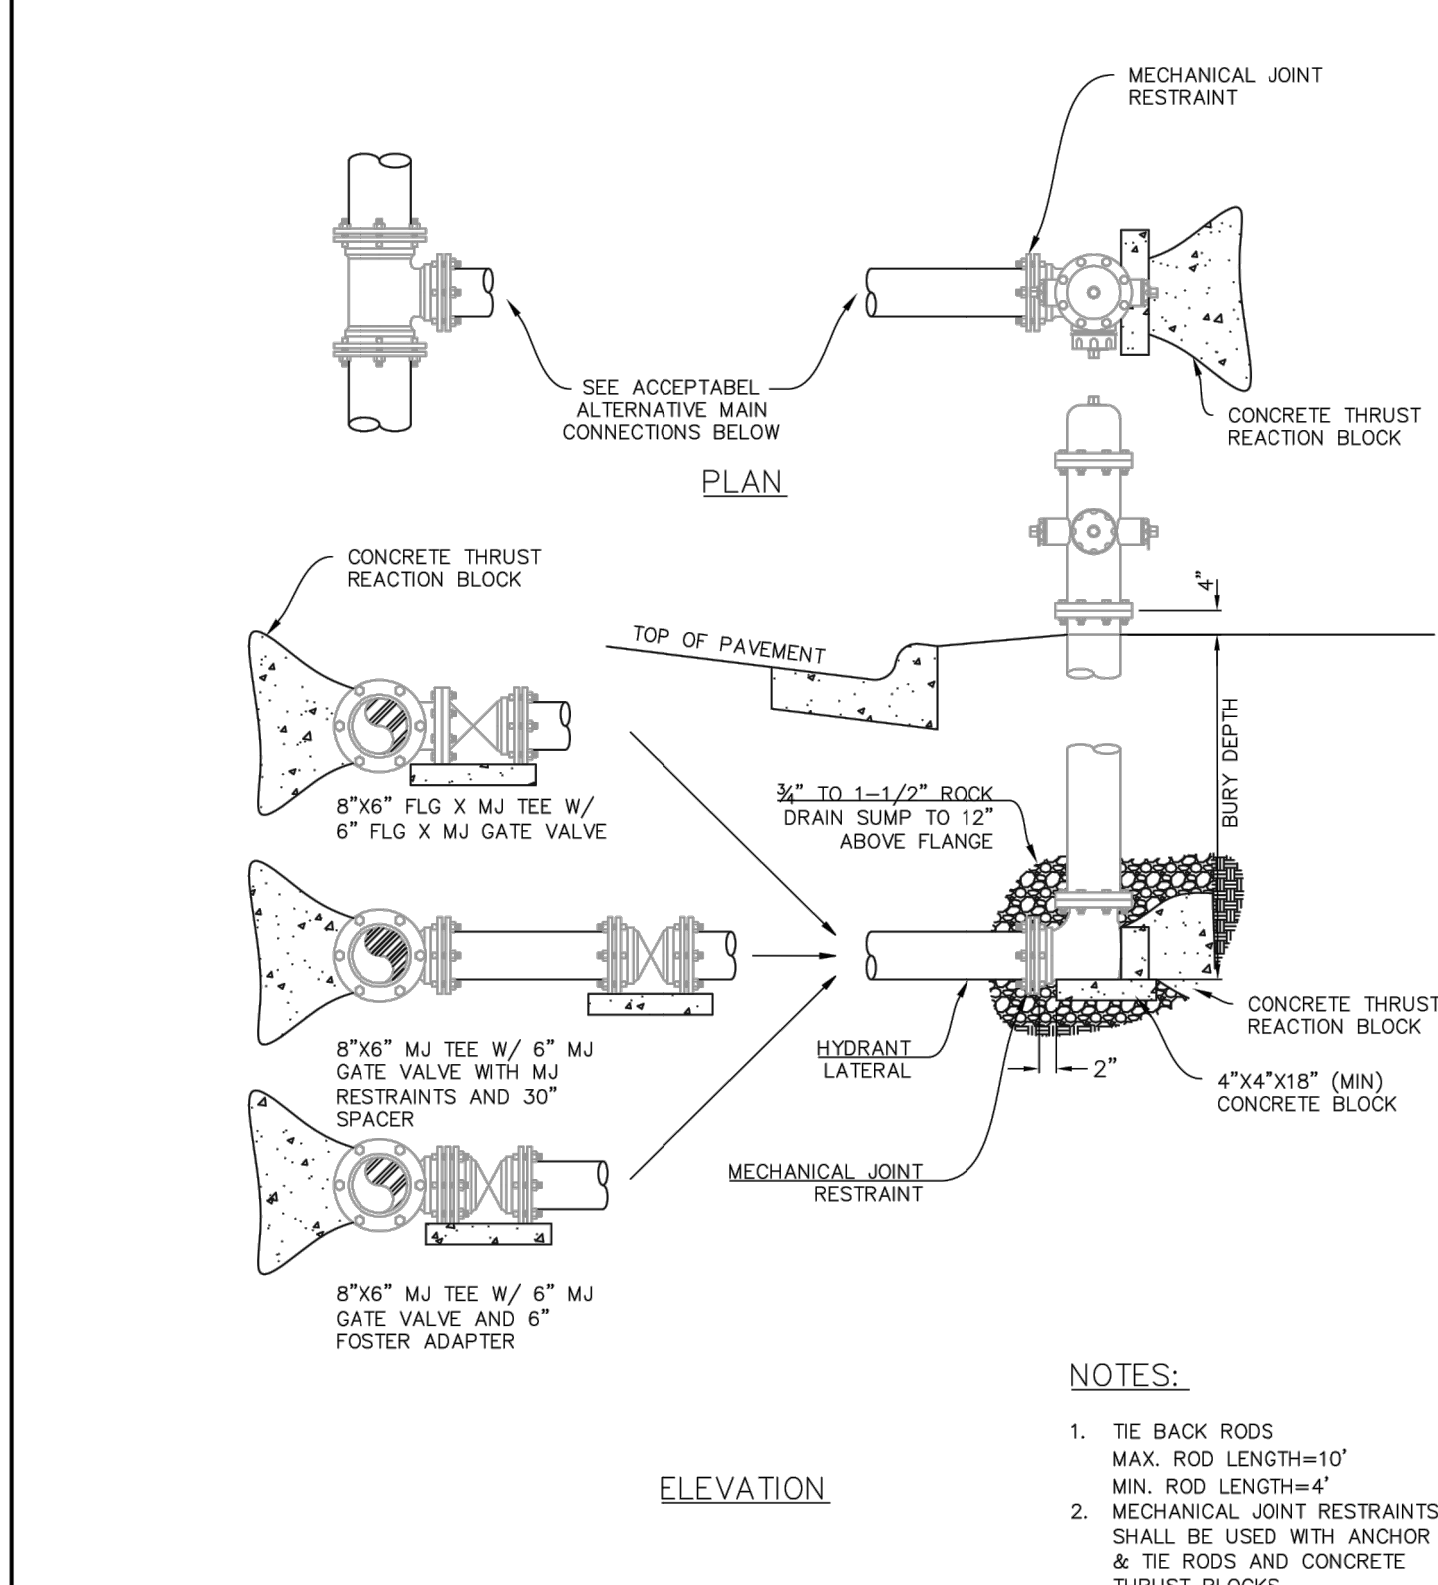 MECHANICAL JOINT
RESTRAINT
SEE ACCEPTABEL
ALTERNATIVE MAIN
CONNECTIONS BELOW
CONCRETE THRUST
REACTION BLOCK
PLAN
CONCRETE THRUST
REACTION BLOCK
4"
TOP OF PAVEMENT
BURY DEPTH
8"X6" FLG X MJ TEE W/
6" FLG X MJ GATE VALVE
¾" TO 1-1/2" ROCK
DRAIN SUMP TO 12"
ABOVE FLANGE
8"X6" MJ TEE W/ 6" MJ
GATE VALVE WITH MJ
RESTRAINTS AND 30"
SPACER
HYDRANT
LATERAL
2"
CONCRETE THRUST
REACTION BLOCK
4"X4"X18" (MIN)
CONCRETE BLOCK
MECHANICAL JOINT
RESTRAINT
8"X6" MJ TEE W/ 6" MJ
GATE VALVE AND 6"
FOSTER ADAPTER
ELEVATION
NOTES:
1. TIE BACK RODS
MAX. ROD LENGTH=10'
MIN. ROD LENGTH=4'
2. MECHANICAL JOINT RESTRAINTS
SHALL BE USED WITH ANCHOR
& TIE RODS AND CONCRETE
THRUST BLOCKS